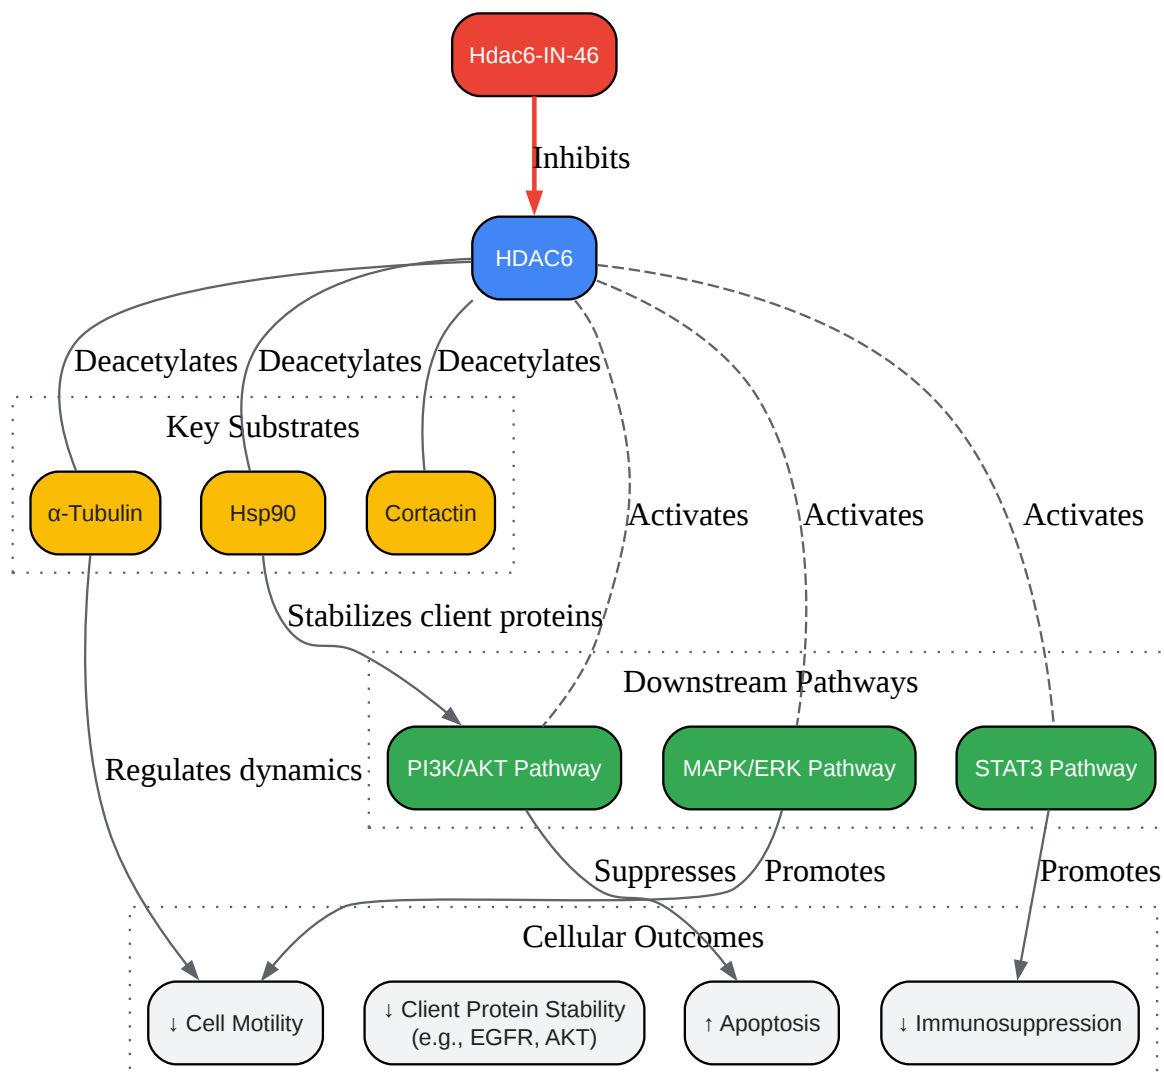 Hdac6-IN-46
Inhibits
HDAC6
Deacetylates
Deacetylates
Deacetylates
Key Substrates
α-Tubulin
Hsp90
Cortactin
Activates
Activates
Activates
Stabilizes client proteins
Downstream Pathways
Regulates dynamics
PI3K/AKT Pathway
MAPK/ERK Pathway
STAT3 Pathway
Suppresses
Promotes
Promotes
Cellular Outcomes
↓ Cell Motility
↓ Client Protein Stability
(e.g., EGFR, AKT)
↑ Apoptosis
↓ Immunosuppression